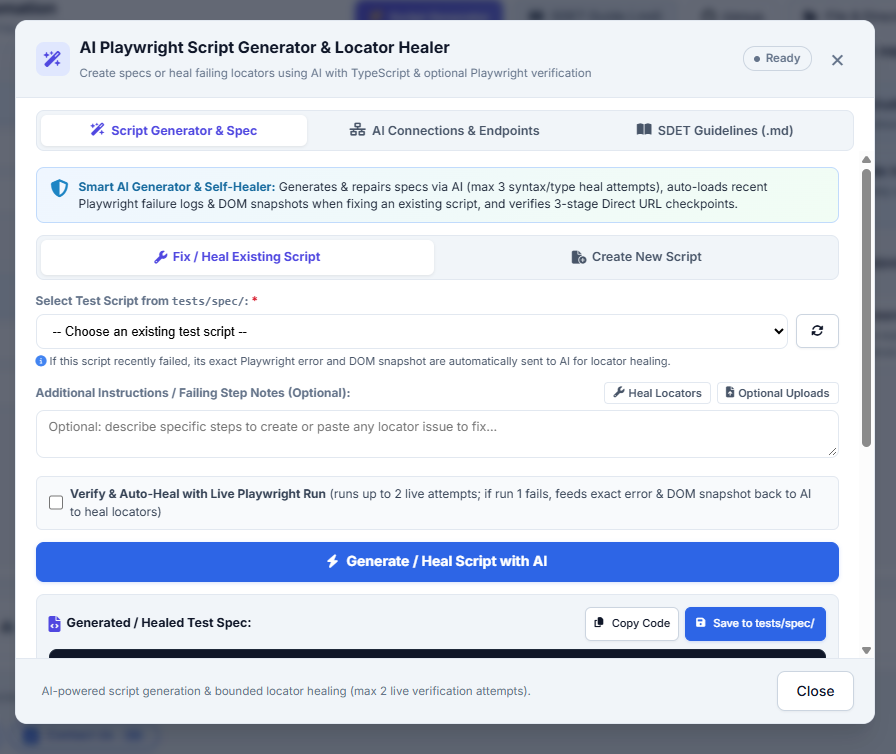 AI Playwright Script Generator & Locator Healer
Create specs or heal failing locators using AI with TypeScript & optional Playwright verification
Ready
Script Generator & Spec
AI Connections & Endpoints
SDET Guidelines (.md)
Smart AI Generator & Self-Healer: Generates & repairs specs via AI (max 3 syntax/type heal attempts), auto-loads recent
Playwright failure logs & DOM snapshots when fixing an existing script, and verifies 3-stage Direct URL checkpoints.
Fix / Heal Existing Script
Create New Script
Select Test Script from tests/spec/: *
-- Choose an existing test script --
If this script recently failed, its exact Playwright error and DOM snapshot are automatically sent to AI for locator healing.
Additional Instructions / Failing Step Notes (Optional):
Heal Locators
Optional Uploads
Optional: describe specific steps to create or paste any locator issue to fix...
Verify & Auto-Heal with Live Playwright Run (runs up to 2 live attempts; if run 1 fails, feeds exact error & DOM snapshot back to AI
to heal locators)
Generate / Heal Script with AI
Generated / Healed Test Spec:
Copy Code
Save to tests/spec/
AI-powered script generation & bounded locator healing (max 2 live verification attempts).
Close